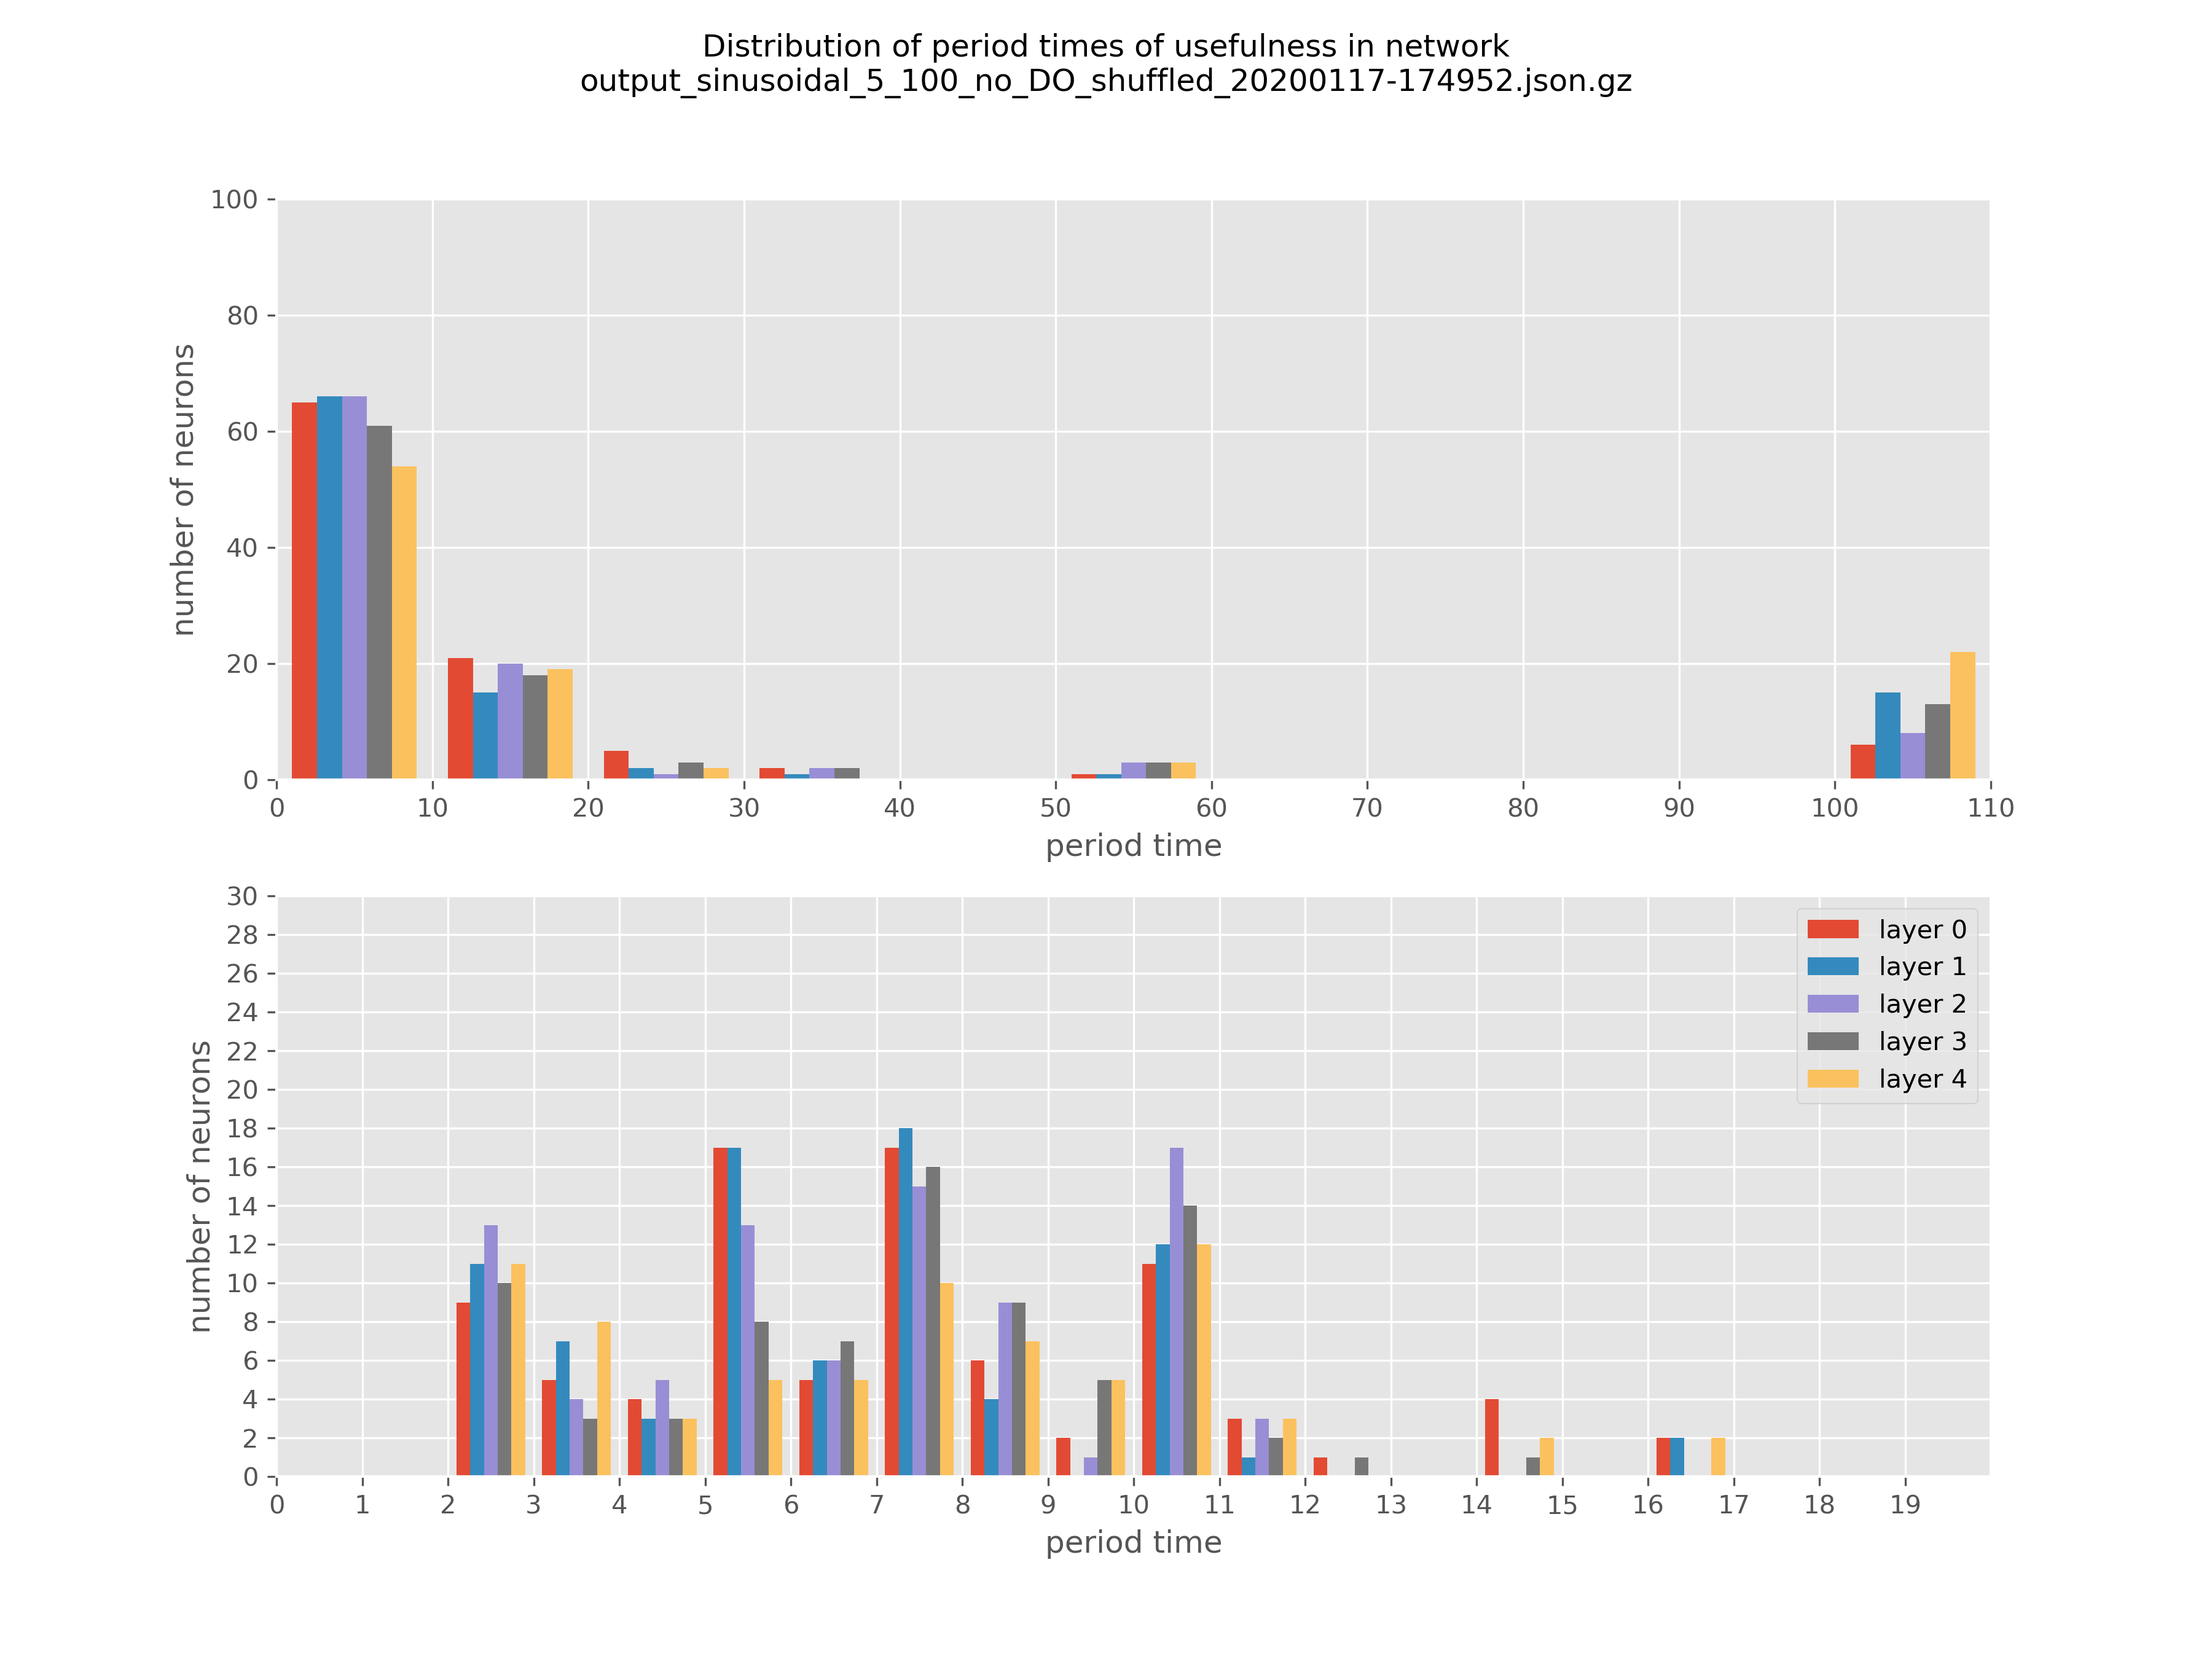 Distribution of period times of usefulness in network
output_sinusoidal_5_100_no_DO_shuffled_20200117-174952.json.gz
100
80
60
40
20
0
number of neurons
0 10 20 30 40 50 60 70 80 90 100 110
period time
30
28
26
24
22
20
18
16
14
12
10
8
6
4
2
0
number of neurons
layer 0
layer 1
layer 2
layer 3
layer 4
0 1 2 3 4 5 6 7 8 9 10 11 12 13 14 15 16 17 18 19
period time